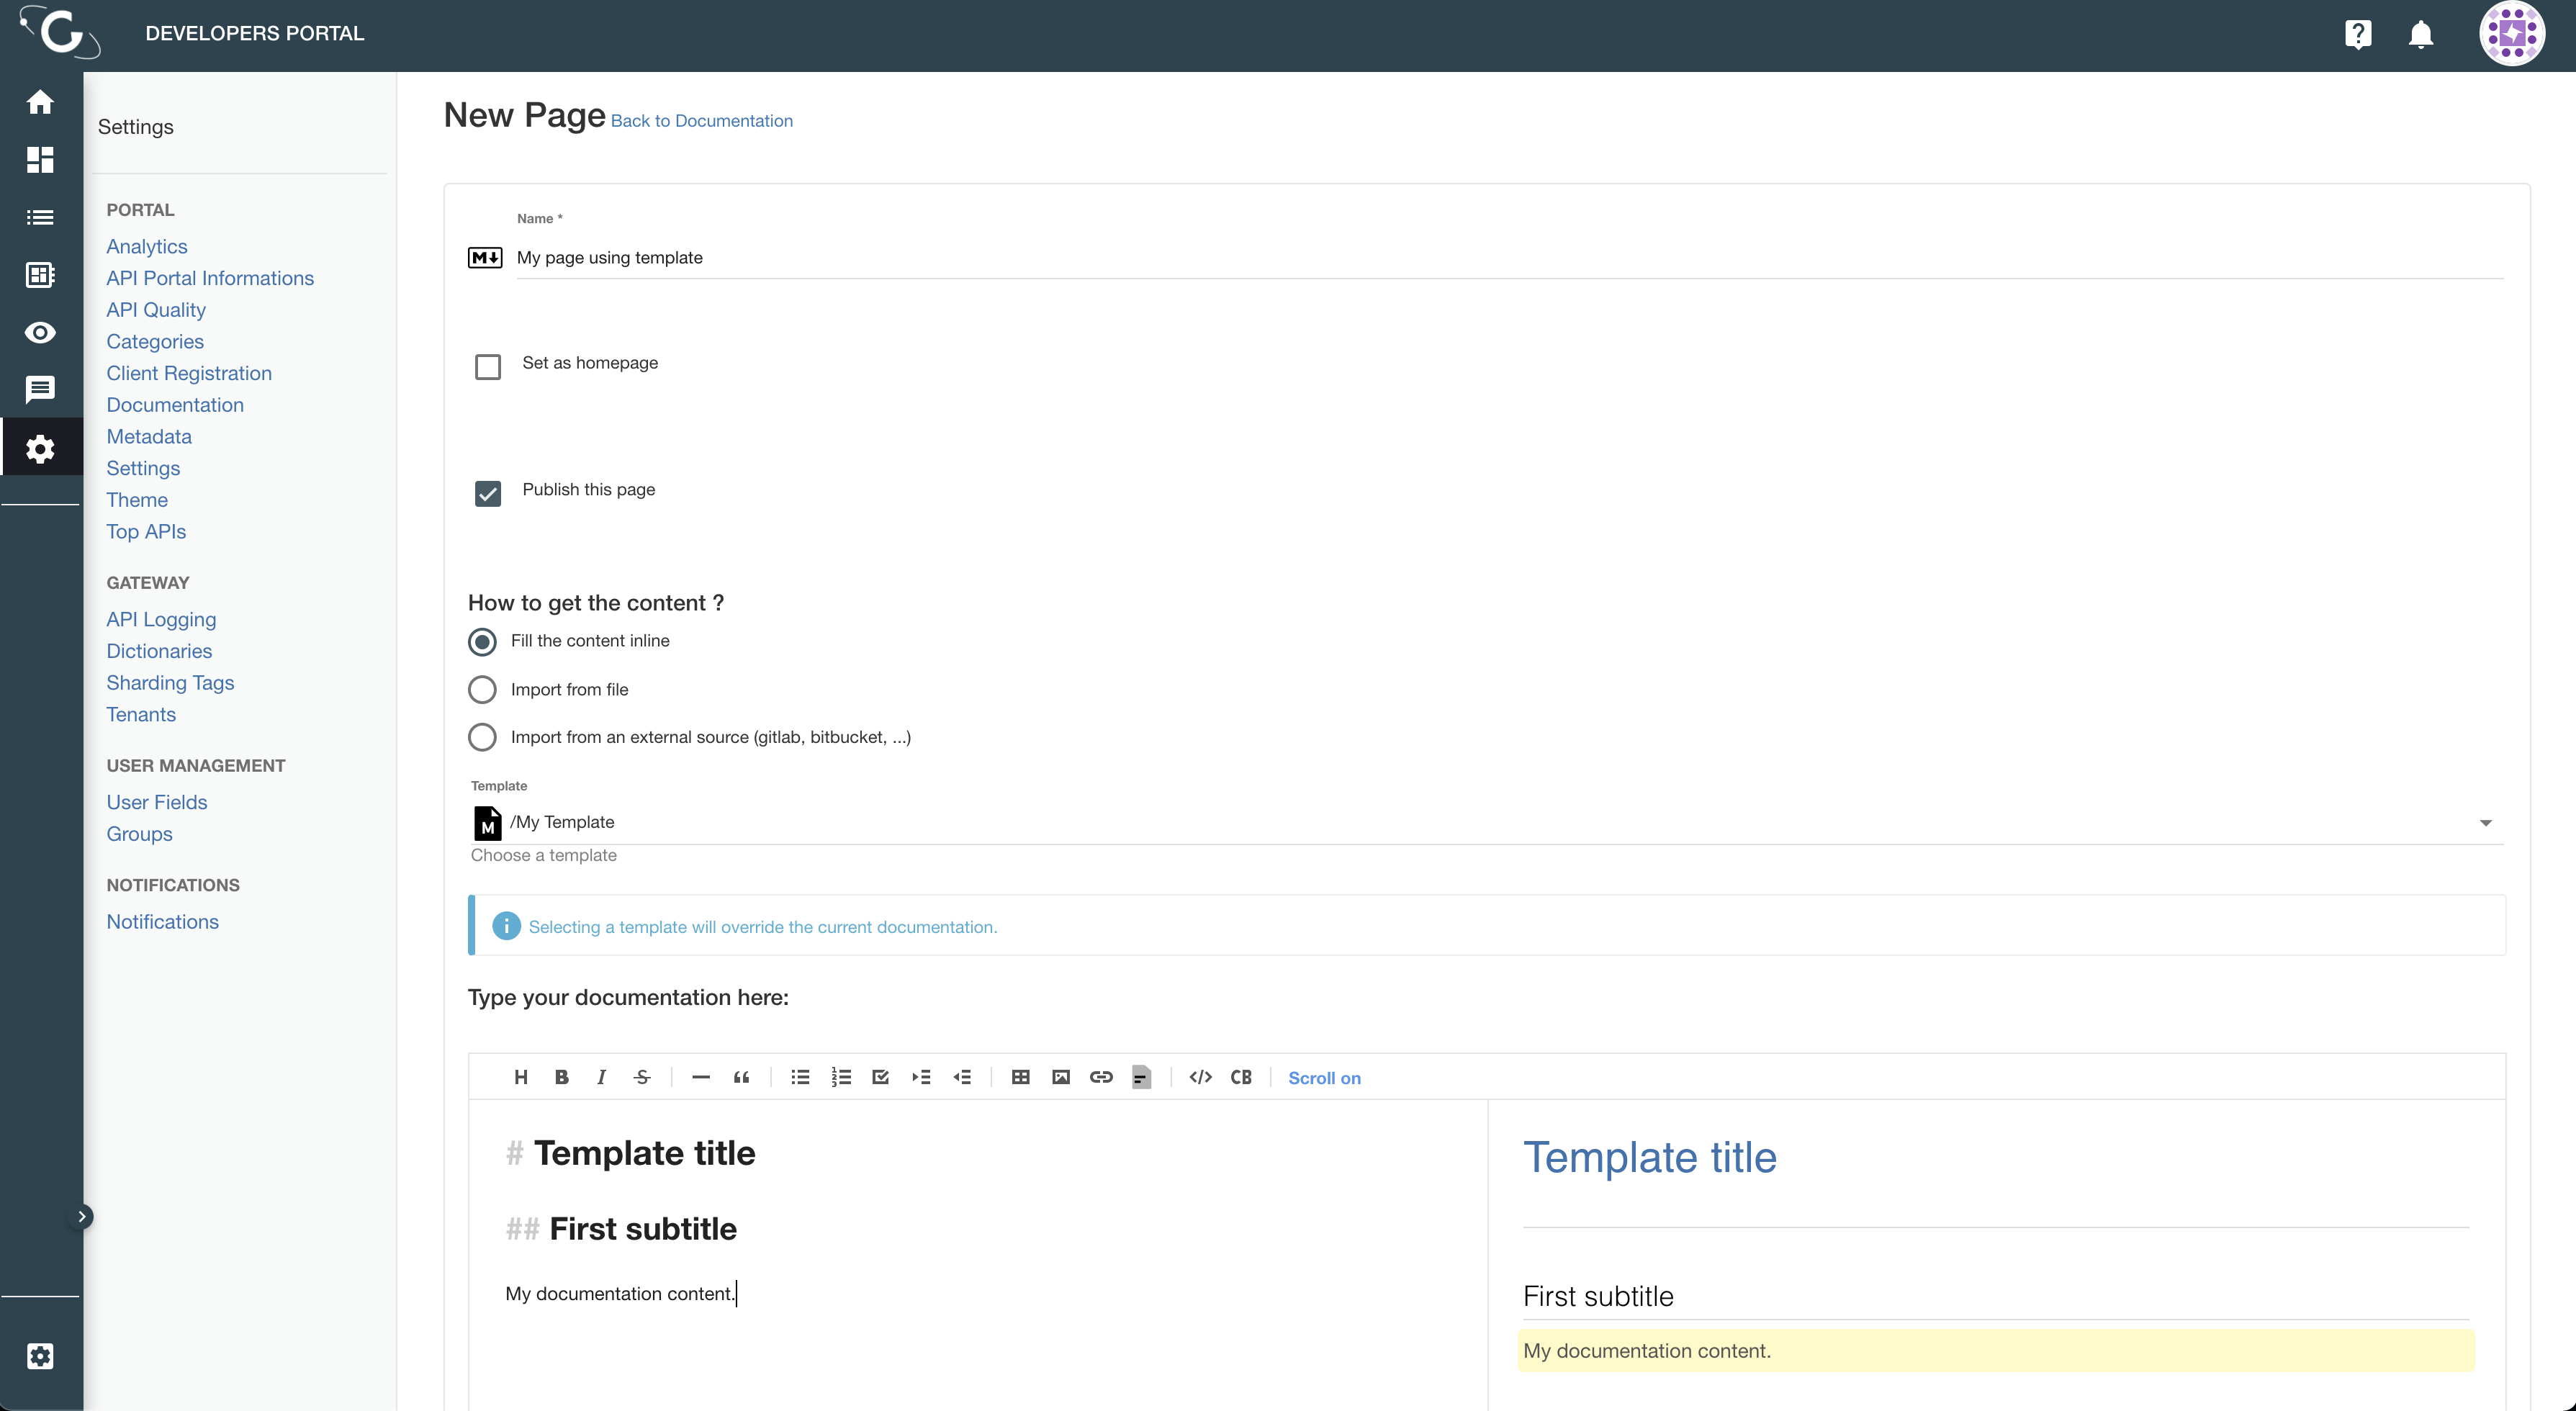 DEVELOPERS PORTAL
Settings
PORTAL
Analytics
API Portal Informations
API Quality
Categories
Client Registration
Documentation
Metadata
Settings
Theme
Top APIs
GATEWAY
API Logging
Dictionaries
Sharding Tags
Tenants
USER MANAGEMENT
User Fields
Groups
NOTIFICATIONS
Notifications
New Page Back to Documentation
Name *
My page using template
Set as homepage
Publish this page
How to get the content ?
Fill the content inline
Import from file
Import from an external source (gitlab, bitbucket, ...)
Template
M /My Template
Choose a template
Selecting a template will override the current documentation.
Type your documentation here:
H B I S CB Scroll on
# Template title
## First subtitle
My documentation content.
Template title
First subtitle
My documentation content.